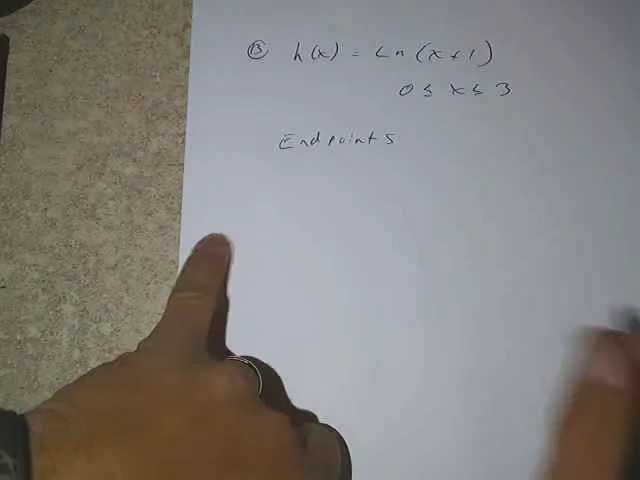 ⑬ h(x) = Ln(x+1)
0 ≤ x ≤ 3
Endpoints